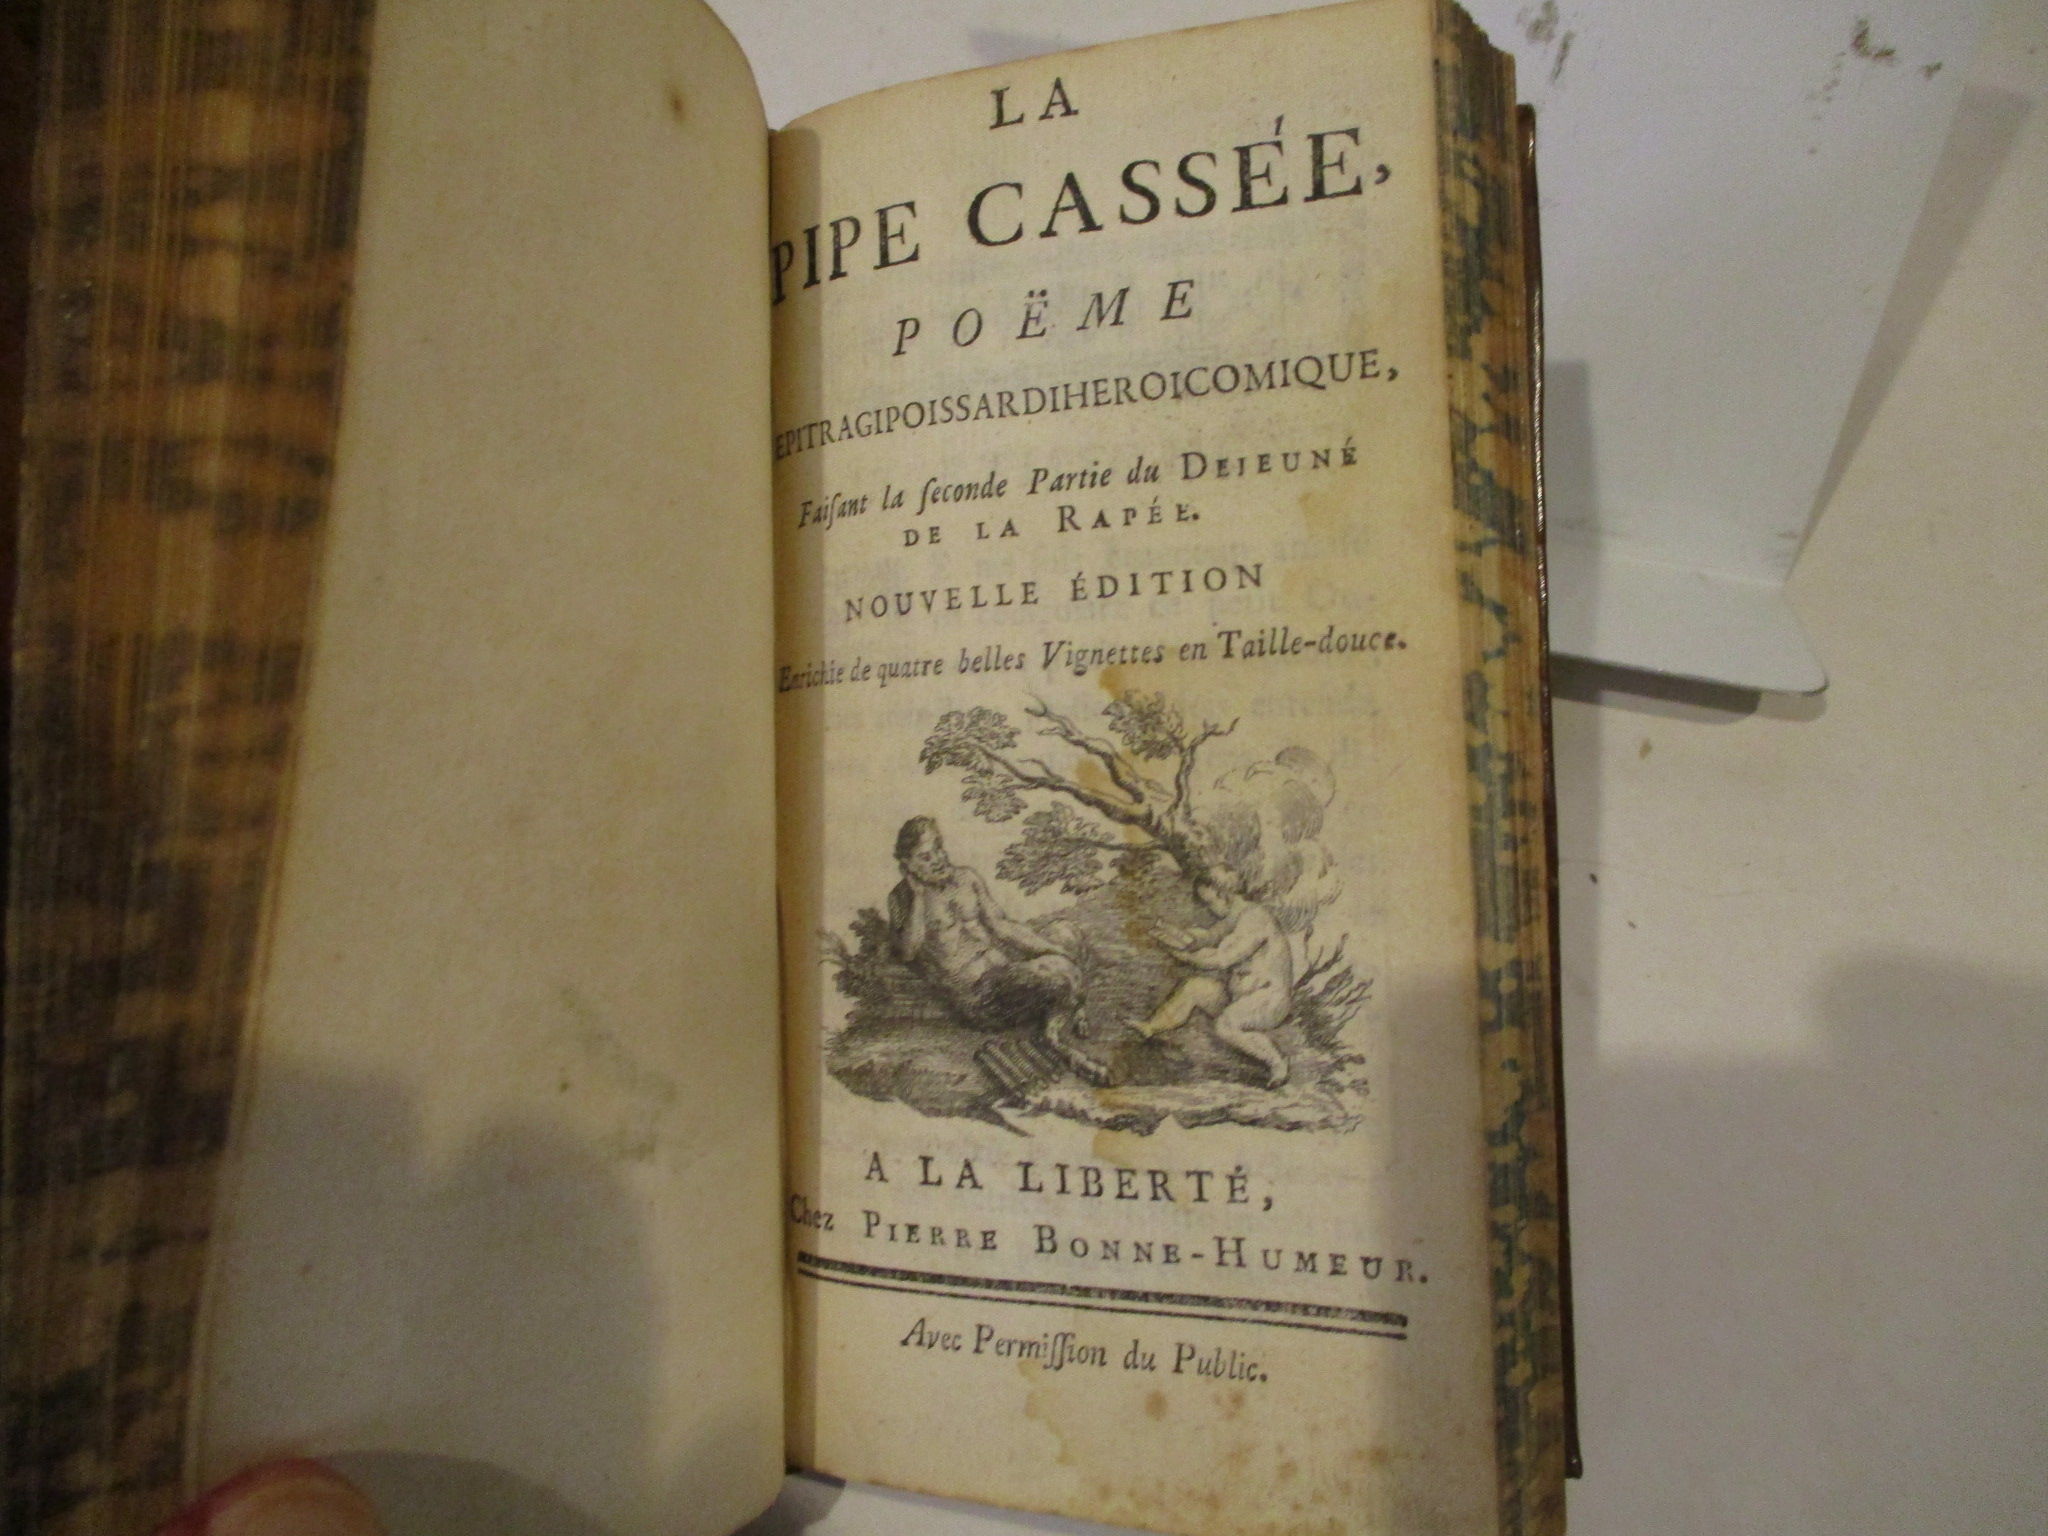 LA
PIPE CASSÉE,
POËME
EPITRAGIPOISSARDIHEROICOMIQUE,
Faiſant la ſeconde Partie du DEJEUNÉ
DE LA RAPÉE.
NOUVELLE ÉDITION
Enrichie de quatre belles Vignettes en Taille-douce.
A LA LIBERTÉ,
Chez PIERRE BONNE-HUMEUR.
Avec Permiſſion du Public.